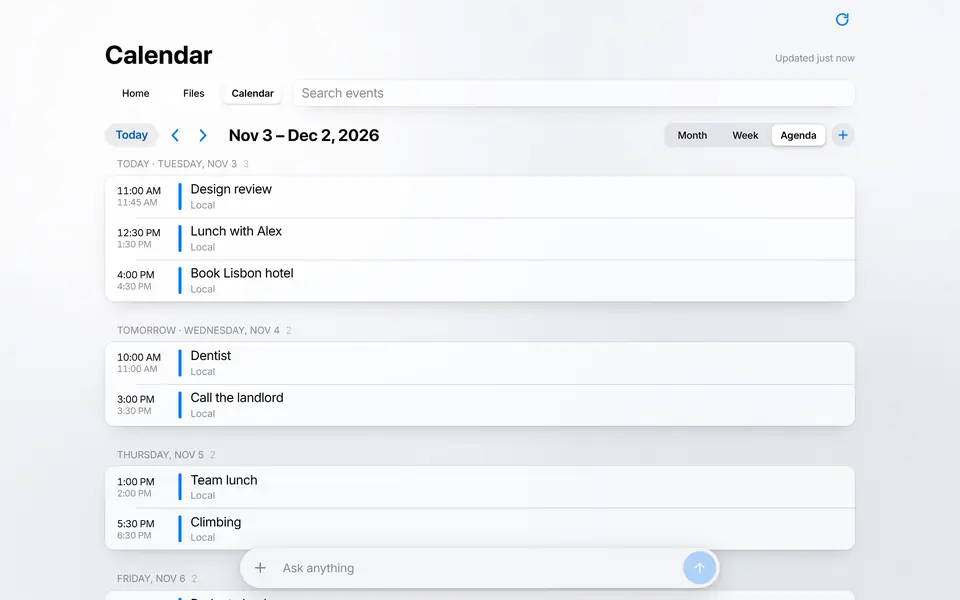 Calendar
Updated just now
Home Files Calendar Search events
Today Nov 3 – Dec 2, 2026 Month Week Agenda
TODAY · TUESDAY, NOV 3 3
11:00 AM Design review
11:45 AM Local
12:30 PM Lunch with Alex
1:30 PM Local
4:00 PM Book Lisbon hotel
4:30 PM Local
TOMORROW · WEDNESDAY, NOV 4 2
10:00 AM Dentist
11:00 AM Local
3:00 PM Call the landlord
3:30 PM Local
THURSDAY, NOV 5 2
1:00 PM Team lunch
2:00 PM Local
5:30 PM Climbing
6:30 PM Local
Ask anything
FRIDAY, NOV 6 2